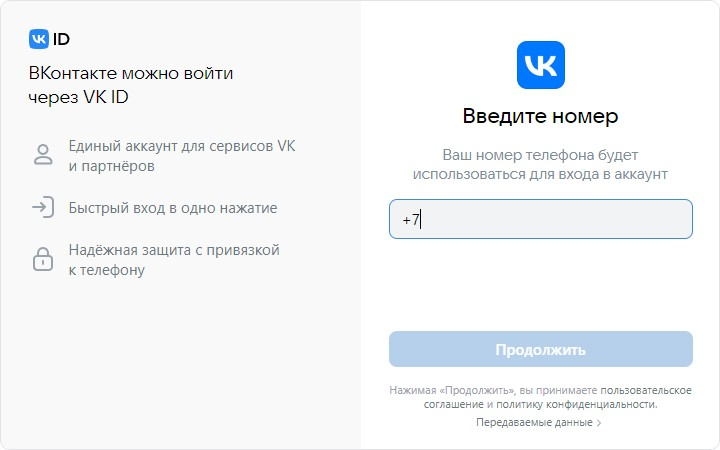 VK ID
ВКонтакте можно войти
через VK ID
Единый аккаунт для сервисов VK
и партнёров
Быстрый вход в одно нажатие
Надёжная защита с привязкой
к телефону
VK
Введите номер
Ваш номер телефона будет
использоваться для входа в аккаунт
+7
Продолжить
Нажимая «Продолжить», вы принимаете пользовательское
соглашение и политику конфиденциальности.
Передаваемые данные >